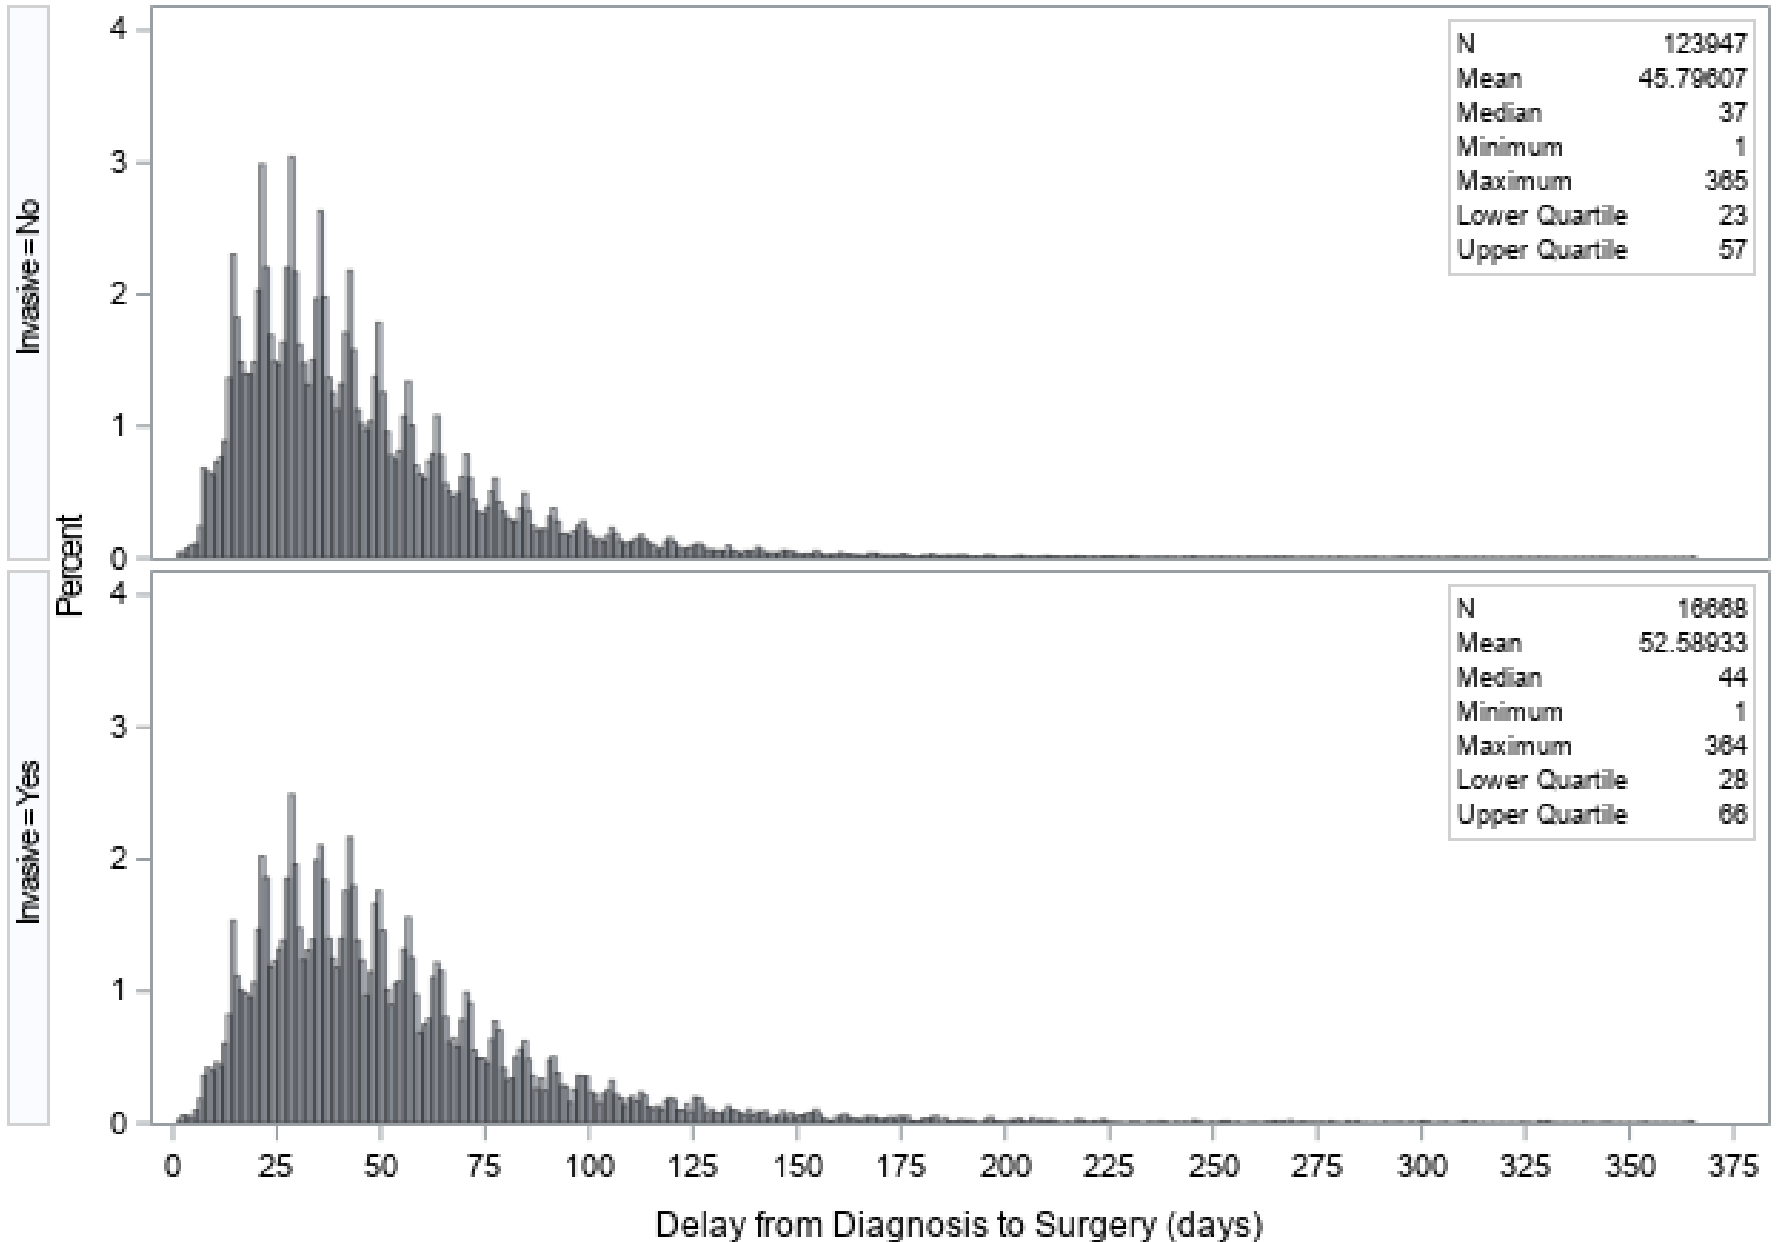 Invasive = No
Percent
4
3
2
1
0
N 123947
Mean 45.79607
Median 37
Minimum 1
Maximum 365
Lower Quartile 23
Upper Quartile 57
Invasive = Yes
4
3
2
1
0
N 16668
Mean 52.58933
Median 44
Minimum 1
Maximum 364
Lower Quartile 28
Upper Quartile 66
0 25 50 75 100 125 150 175 200 225 250 275 300 325 350 375
Delay from Diagnosis to Surgery (days)